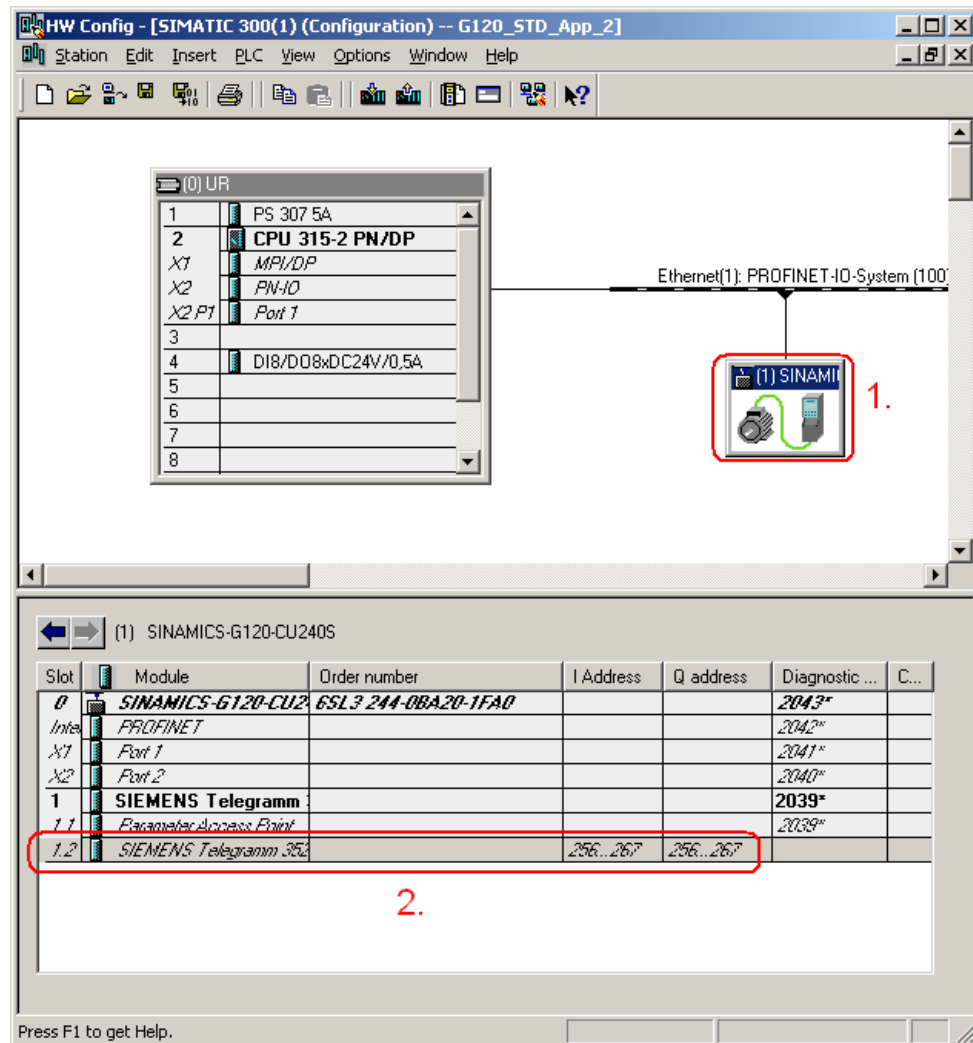 HW Config - [SIMATIC 300(1) (Configuration) -- G120_STD_App_2]
Station Edit Insert PLC View Options Window Help
(0) UR
1 PS 307 5A
2 CPU 315-2 PN/DP
X1 MPI/DP
X2 PN-IO
X2 P1 Port 1
3
4 DI8/DO8xDC24V/0,5A
5
6
7
8
Ethernet(1): PROFINET-IO-System (100)
(1) SINAMI
1.
(1) SINAMICS-G120-CU240S
Slot Module Order number I Address Q address Diagnostic ... C...
0 SINAMICS-G120-CU2 6SL3 244-0BA20-1FA0 2043*
Inte PROFINET 2042*
X1 Port 1 2041*
X2 Port 2 2040*
1 SIEMENS Telegramm 2039*
1.1 Parameter Access Point 2039*
1.2 SIEMENS Telegramm 352 256...267 256...267
2.
Press F1 to get Help.